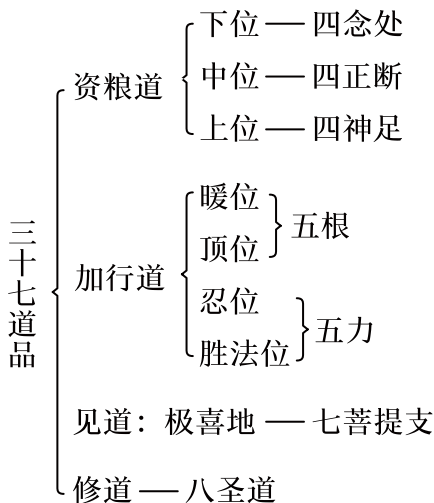 三十七道品
资粮道
下位 — 四念处
中位 — 四正断
上位 — 四神足
加行道
暖位
顶位
五根
忍位
胜法位
五力
见道：极喜地 — 七菩提支
修道 — 八圣道